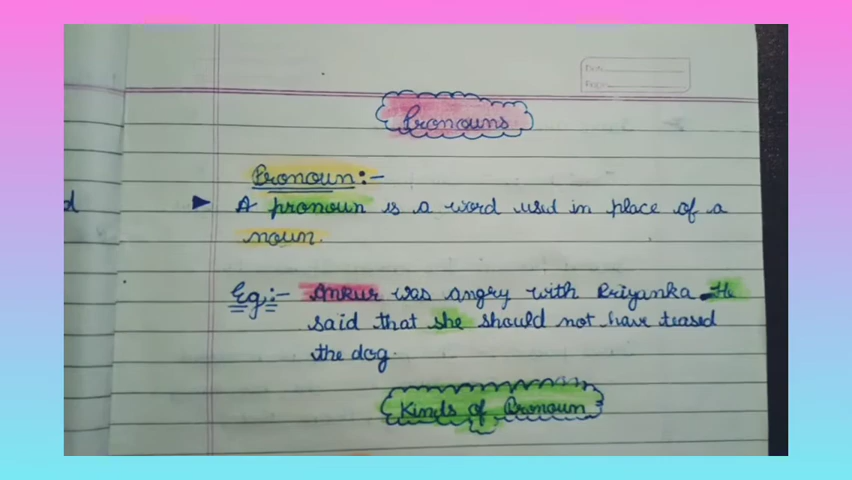 Pronouns
Pronoun:-
A pronoun is a word used in place of a
noun.
Eg:- Ankur was angry with Priyanka. He
said that she should not have teased
the dog.
Kinds of Pronoun
d